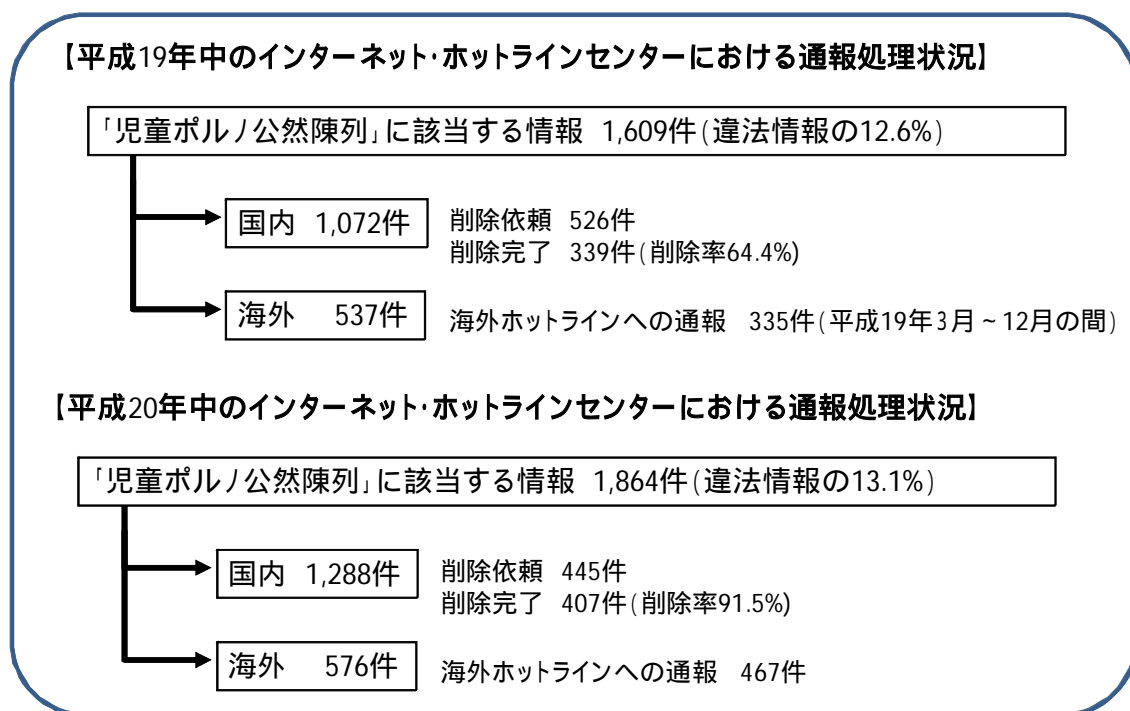 【平成19年中のインターネット・ホットラインセンターにおける通報処理状況】
「児童ポルノ公然陳列」に該当する情報 1,609件(違法情報の12.6%)
国内 1,072件
削除依頼 526件
削除完了 339件(削除率64.4%)
海外 537件
海外ホットラインへの通報 335件(平成19年3月~12月の間)
【平成20年中のインターネット・ホットラインセンターにおける通報処理状況】
「児童ポルノ公然陳列」に該当する情報 1,864件(違法情報の13.1%)
国内 1,288件
削除依頼 445件
削除完了 407件(削除率91.5%)
海外 576件
海外ホットラインへの通報 467件